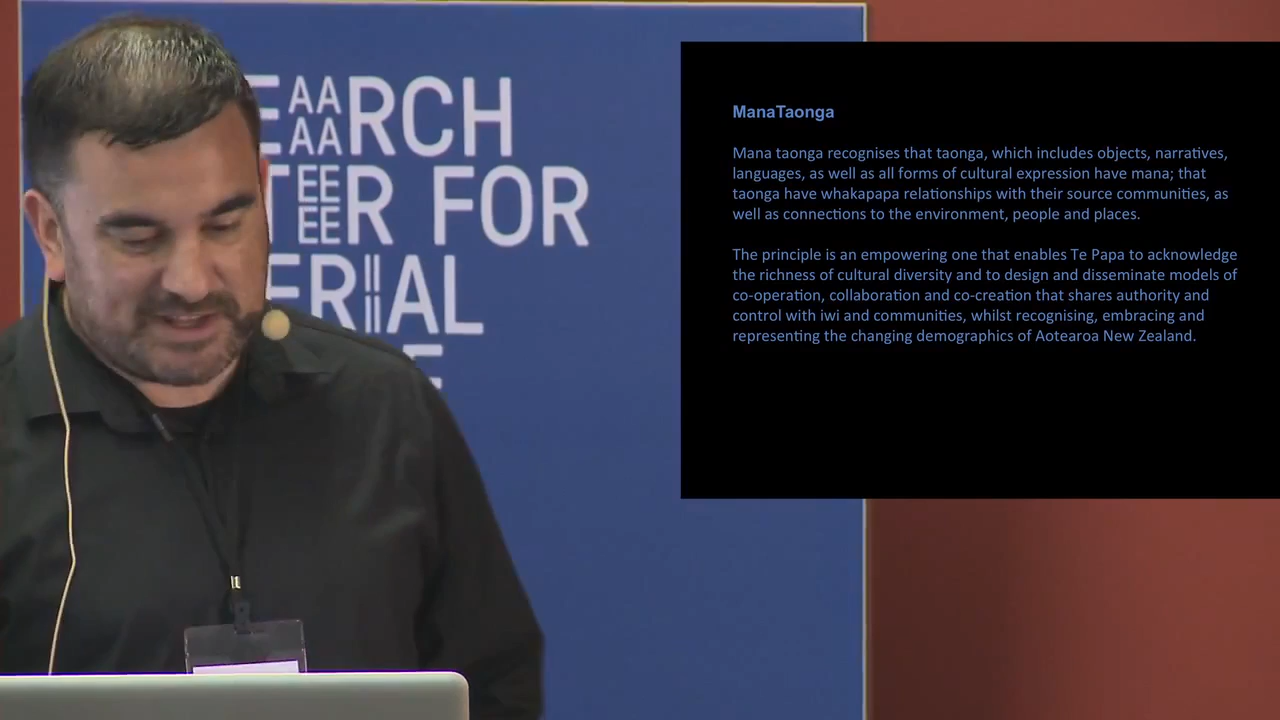 ARCH
ER FOR
ERIAL
ManaTaonga
Mana taonga recognises that taonga, which includes objects, narratives,
languages, as well as all forms of cultural expression have mana; that
taonga have whakapapa relationships with their source communities, as
well as connections to the environment, people and places.
The principle is an empowering one that enables Te Papa to acknowledge
the richness of cultural diversity and to design and disseminate models of
co-operation, collaboration and co-creation that shares authority and
control with iwi and communities, whilst recognising, embracing and
representing the changing demographics of Aotearoa New Zealand.